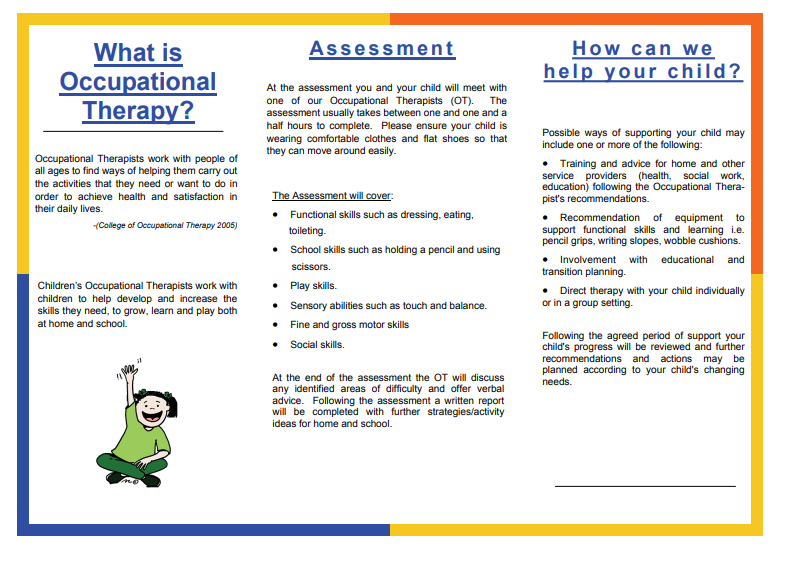 What is
Occupational
Therapy?
Occupational Therapists work with people of
all ages to find ways of helping them carry out
the activities that they need or want to do in
order to achieve health and satisfaction in
their daily lives.
-(College of Occupational Therapy 2005)
Children's Occupational Therapists work with
children to help develop and increase the
skills they need, to grow, learn and play both
at home and school.
Assessment
At the assessment you and your child will meet with
one of our Occupational Therapists (OT). The
assessment usually takes between one and one and a
half hours to complete. Please ensure your child is
wearing comfortable clothes and flat shoes so that
they can move around easily.
The Assessment will cover:
• Functional skills such as dressing, eating,
toileting.
• School skills such as holding a pencil and using
scissors.
• Play skills.
• Sensory abilities such as touch and balance.
• Fine and gross motor skills
• Social skills.
At the end of the assessment the OT will discuss
any identified areas of difficulty and offer verbal
advice. Following the assessment a written report
will be completed with further strategies/activity
ideas for home and school.
How can we
help your child?
Possible ways of supporting your child may
include one or more of the following:
• Training and advice for home and other
service providers (health, social work,
education) following the Occupational Thera-
pist's recommendations.
• Recommendation of equipment to
support functional skills and learning i.e.
pencil grips, writing slopes, wobble cushions.
• Involvement with educational and
transition planning.
• Direct therapy with your child individually
or in a group setting.
Following the agreed period of support your
child's progress will be reviewed and further
recommendations and actions may be
planned according to your child's changing
needs.